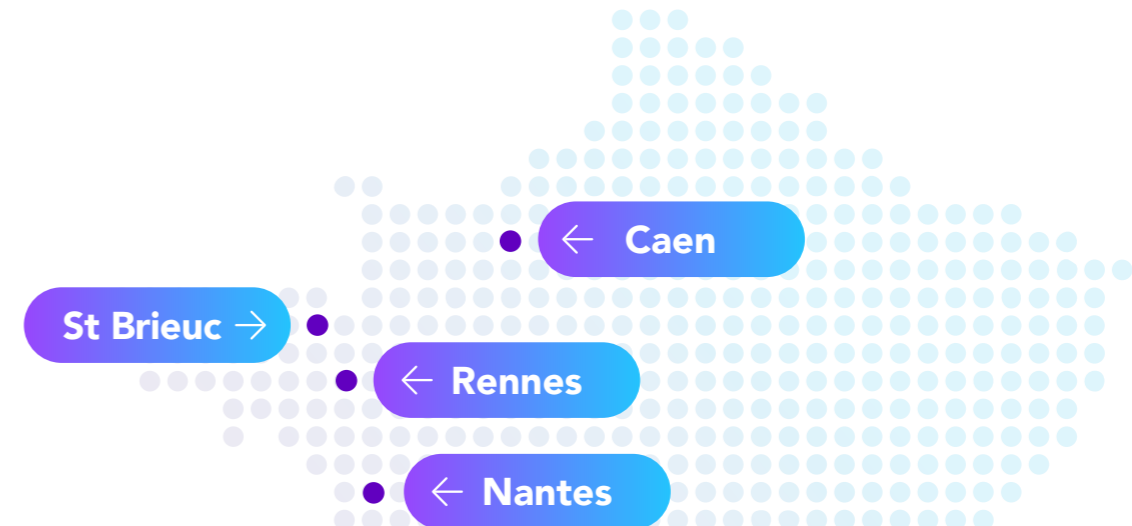 ← Caen
St Brieuc →
← Rennes
← Nantes